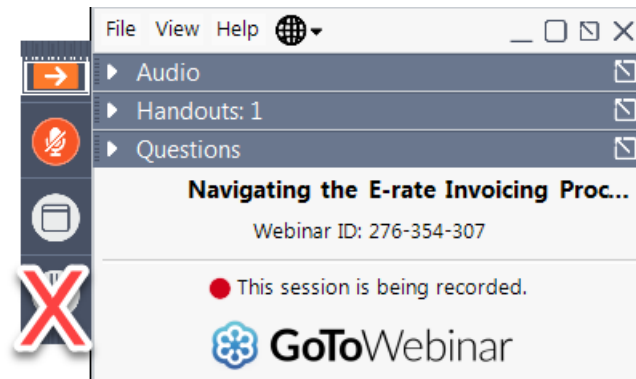 File View Help
Audio
Handouts: 1
Questions
Navigating the E-rate Invoicing Proc...
Webinar ID: 276-354-307
This session is being recorded.
GoToWebinar